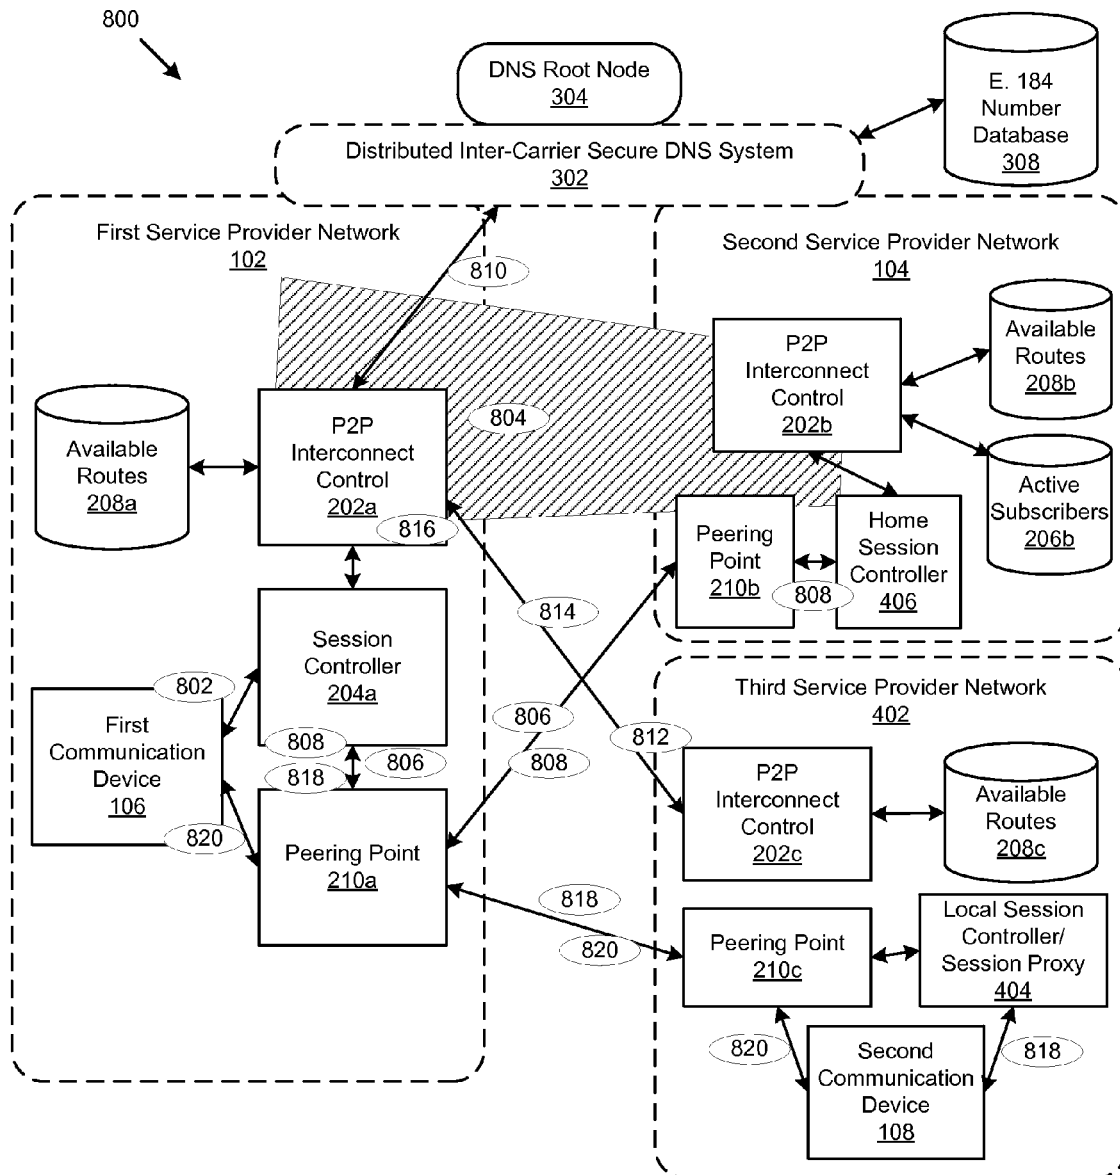 800
DNS Root Node
304
Distributed Inter-Carrier Secure DNS System
302
E. 184
Number
Database
308
First Service Provider Network
102
810
804
P2P
Interconnect
Control
202a
816
Available
Routes
208a
Session
Controller
204a
802
First
Communication
Device
106
808
818
806
820
Peering Point
210a
Second Service Provider Network
104
P2P
Interconnect
Control
202b
Available
Routes
208b
Active
Subscribers
206b
Peering
Point
210b
808
Home
Session
Controller
406
814
806
808
812
818
820
Third Service Provider Network
402
P2P
Interconnect
Control
202c
Available
Routes
208c
Peering Point
210c
Local Session
Controller/
Session Proxy
404
820
818
Second
Communication
Device
108